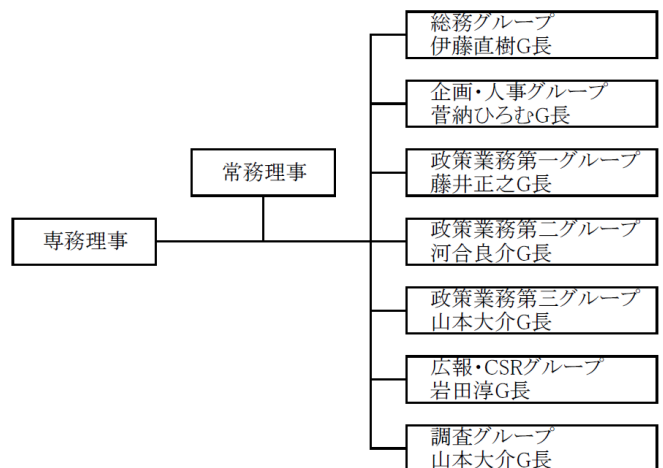 総務グループ
伊藤直樹G長
企画・人事グループ
菅納ひろむG長
政策業務第一グループ
藤井正之G長
常務理事
専務理事
政策業務第二グループ
河合良介G長
政策業務第三グループ
山本大介G長
広報・CSRグループ
岩田淳G長
調査グループ
山本大介G長